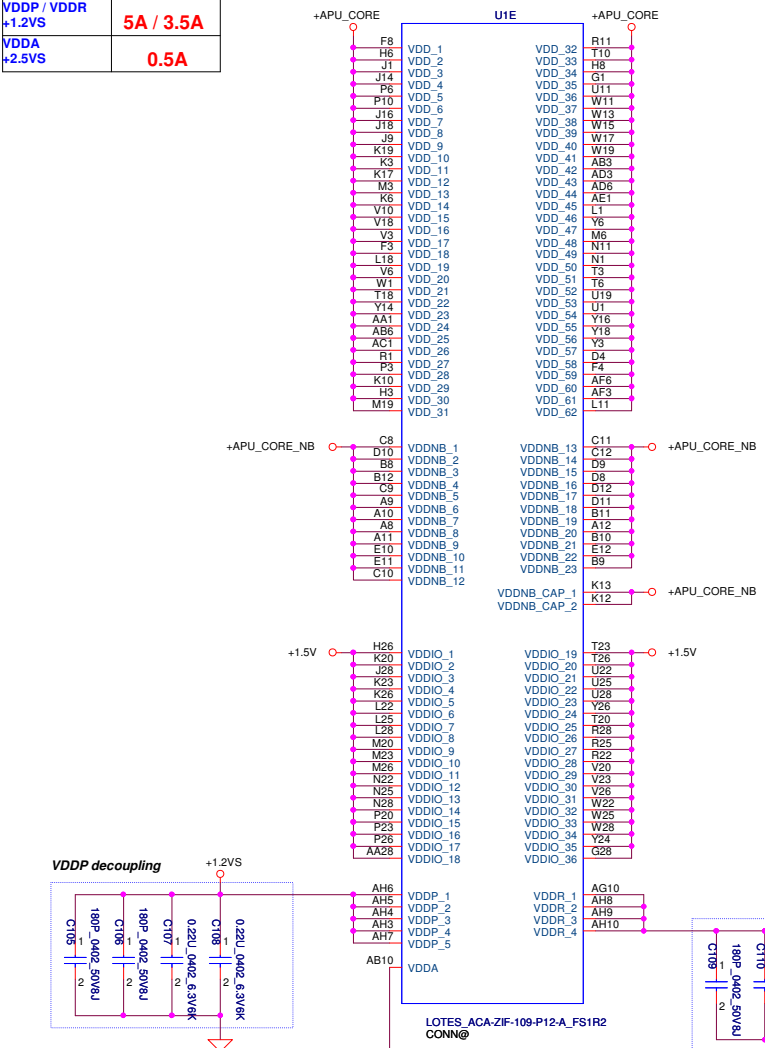 VDDP / VDDR
+1.2VS
5A / 3.5A
VDDA
+2.5VS
0.5A
+APU_CORE
U1E
+APU_CORE
F8 VDD_1 VDD_32 R11
H6 VDD_2 VDD_33 T10
J1 VDD_3 VDD_34 H8
J14 VDD_4 VDD_35 G1
P6 VDD_5 VDD_36 U11
P10 VDD_6 VDD_37 W11
J16 VDD_7 VDD_38 W13
J18 VDD_8 VDD_39 W15
J9 VDD_9 VDD_40 W17
K19 VDD_10 VDD_41 W19
K3 VDD_11 VDD_42 AB3
K17 VDD_12 VDD_43 AD3
M3 VDD_13 VDD_44 AD6
K6 VDD_14 VDD_45 AE1
V10 VDD_15 VDD_46 L1
V18 VDD_16 VDD_47 Y6
V3 VDD_17 VDD_48 M6
F3 VDD_18 VDD_49 N11
L18 VDD_19 VDD_50 N1
V6 VDD_20 VDD_51 T3
W1 VDD_21 VDD_52 T6
T18 VDD_22 VDD_53 U19
Y14 VDD_23 VDD_54 U1
AA1 VDD_24 VDD_55 Y16
AB6 VDD_25 VDD_56 Y18
AC1 VDD_26 VDD_57 Y3
R1 VDD_27 VDD_58 D4
P3 VDD_28 VDD_59 F4
K10 VDD_29 VDD_60 AF6
H3 VDD_30 VDD_61 AF3
M19 VDD_31 VDD_62 L11
+APU_CORE_NB C8 VDDNB_1 VDDNB_13 C11 +APU_CORE_NB
D10 VDDNB_2 VDDNB_14 C12
B8 VDDNB_3 VDDNB_15 D9
B12 VDDNB_4 VDDNB_16 D8
C9 VDDNB_5 VDDNB_17 D12
A9 VDDNB_6 VDDNB_18 D11
A10 VDDNB_7 VDDNB_19 B11
A8 VDDNB_8 VDDNB_20 A12
A11 VDDNB_9 VDDNB_21 B10
E10 VDDNB_10 VDDNB_22 E12
E11 VDDNB_11 VDDNB_23 B9
C10 VDDNB_12
VDDNB_CAP_1 K13 +APU_CORE_NB
VDDNB_CAP_2 K12
+1.5V H26 VDDIO_1 VDDIO_19 T23 +1.5V
K20 VDDIO_2 VDDIO_20 T26
J28 VDDIO_3 VDDIO_21 U22
K23 VDDIO_4 VDDIO_22 U25
K26 VDDIO_5 VDDIO_23 U28
L22 VDDIO_6 VDDIO_24 Y26
L25 VDDIO_7 VDDIO_25 T20
L28 VDDIO_8 VDDIO_26 R28
M20 VDDIO_9 VDDIO_27 R25
M23 VDDIO_10 VDDIO_28 R22
M26 VDDIO_11 VDDIO_29 V20
N22 VDDIO_12 VDDIO_30 V23
N25 VDDIO_13 VDDIO_31 V26
N28 VDDIO_14 VDDIO_32 W22
P20 VDDIO_15 VDDIO_33 W25
P23 VDDIO_16 VDDIO_34 W28
P26 VDDIO_17 VDDIO_35 Y24
AA28 VDDIO_18 VDDIO_36 G28
VDDP decoupling
+1.2VS
AH6 VDDP_1 VDDR_1 AG10
AH5 VDDP_2 VDDR_2 AH8
AH4 VDDP_3 VDDR_3 AH9
AH3 VDDP_4 VDDR_4 AH10
AH7 VDDP_5
AB10 VDDA
C105 1 2 180P_0402_50V8J
C106 1 2 180P_0402_50V8J
C107 1 2 0.22U_0402_6.3V6K
C108 1 2 0.22U_0402_6.3V6K
C109 1 2 180P_0402_50V8J
C110
LOTES_ACA-ZIF-109-P12-A_FS1R2
CONN@